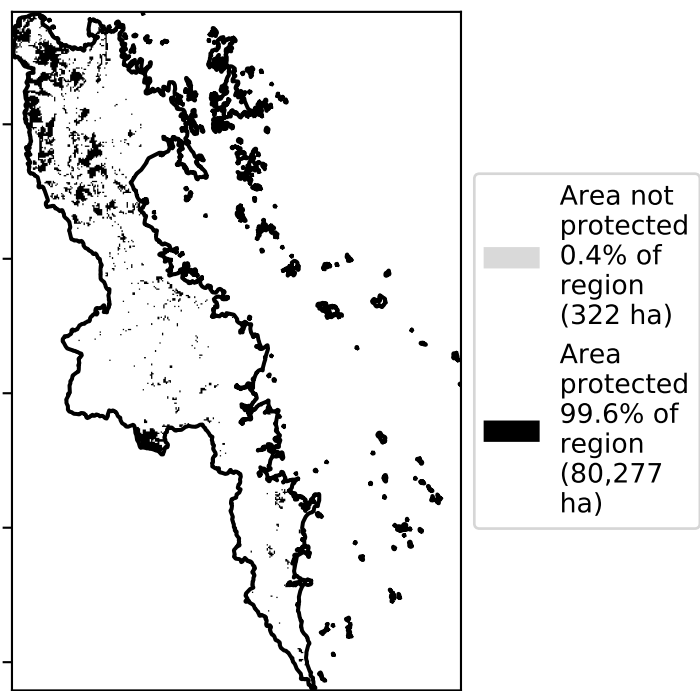 Area not
protected
0.4% of
region
(322 ha)
Area
protected
99.6% of
region
(80,277
ha)